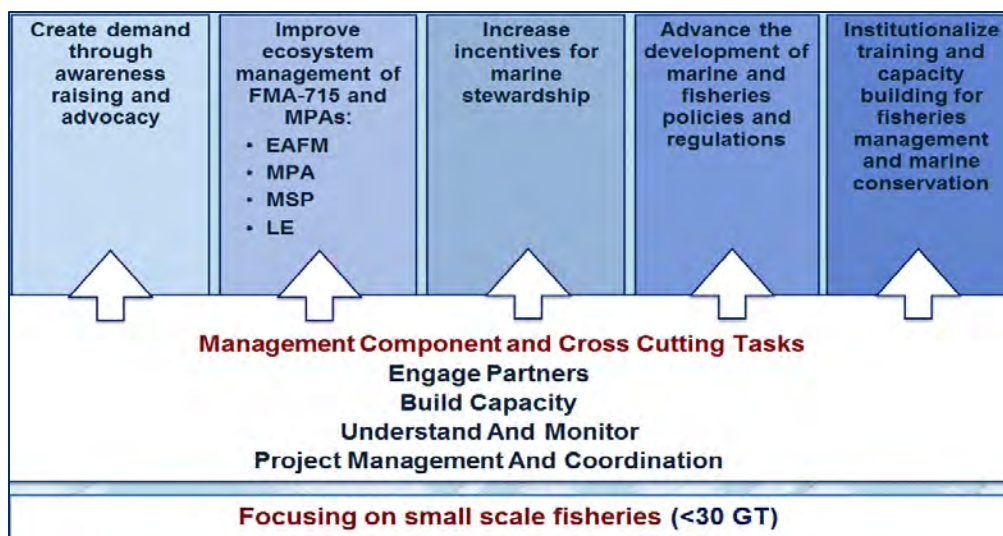 Create demand
through
awareness
raising and
advocacy
Improve
ecosystem
management of
FMA-715 and
MPAs:
• EAFM
• MPA
• MSP
• LE
Increase
incentives for
marine
stewardship
Advance the
development of
marine and
fisheries
policies and
regulations
Institutionalize
training and
capacity
building for
fisheries
management
and marine
conservation
Management Component and Cross Cutting Tasks
Engage Partners
Build Capacity
Understand And Monitor
Project Management And Coordination
Focusing on small scale fisheries (<30 GT)